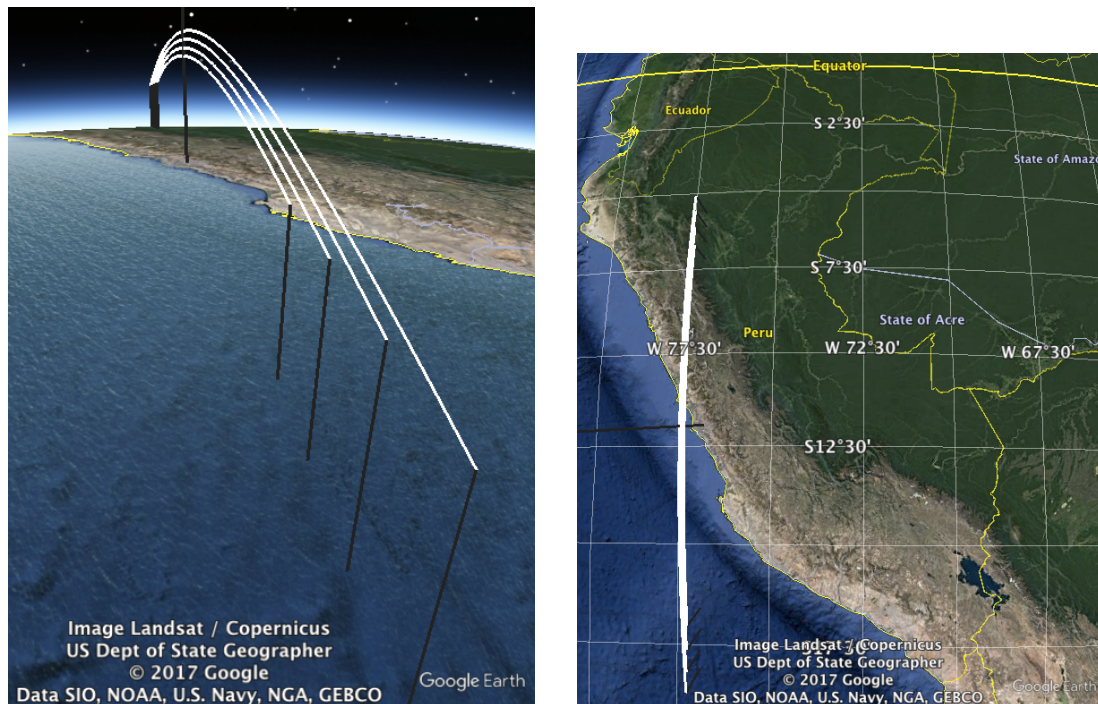 Image Landsat / Copernicus
US Dept of State Geographer
© 2017 Google
Data SIO, NOAA, U.S. Navy, NGA, GEBCO
Google Earth
Equator
Ecuador
S 2°30'
State of Amazo
S 7°30'
State of Acre
Peru
W 77°30'
W 72°30'
W 67°30'
S12°30'
Image Landsat / Copernicus
US Dept of State Geographer
© 2017 Google
Data SIO, NOAA, U.S. Navy, NGA, GEBCO
Google Earth